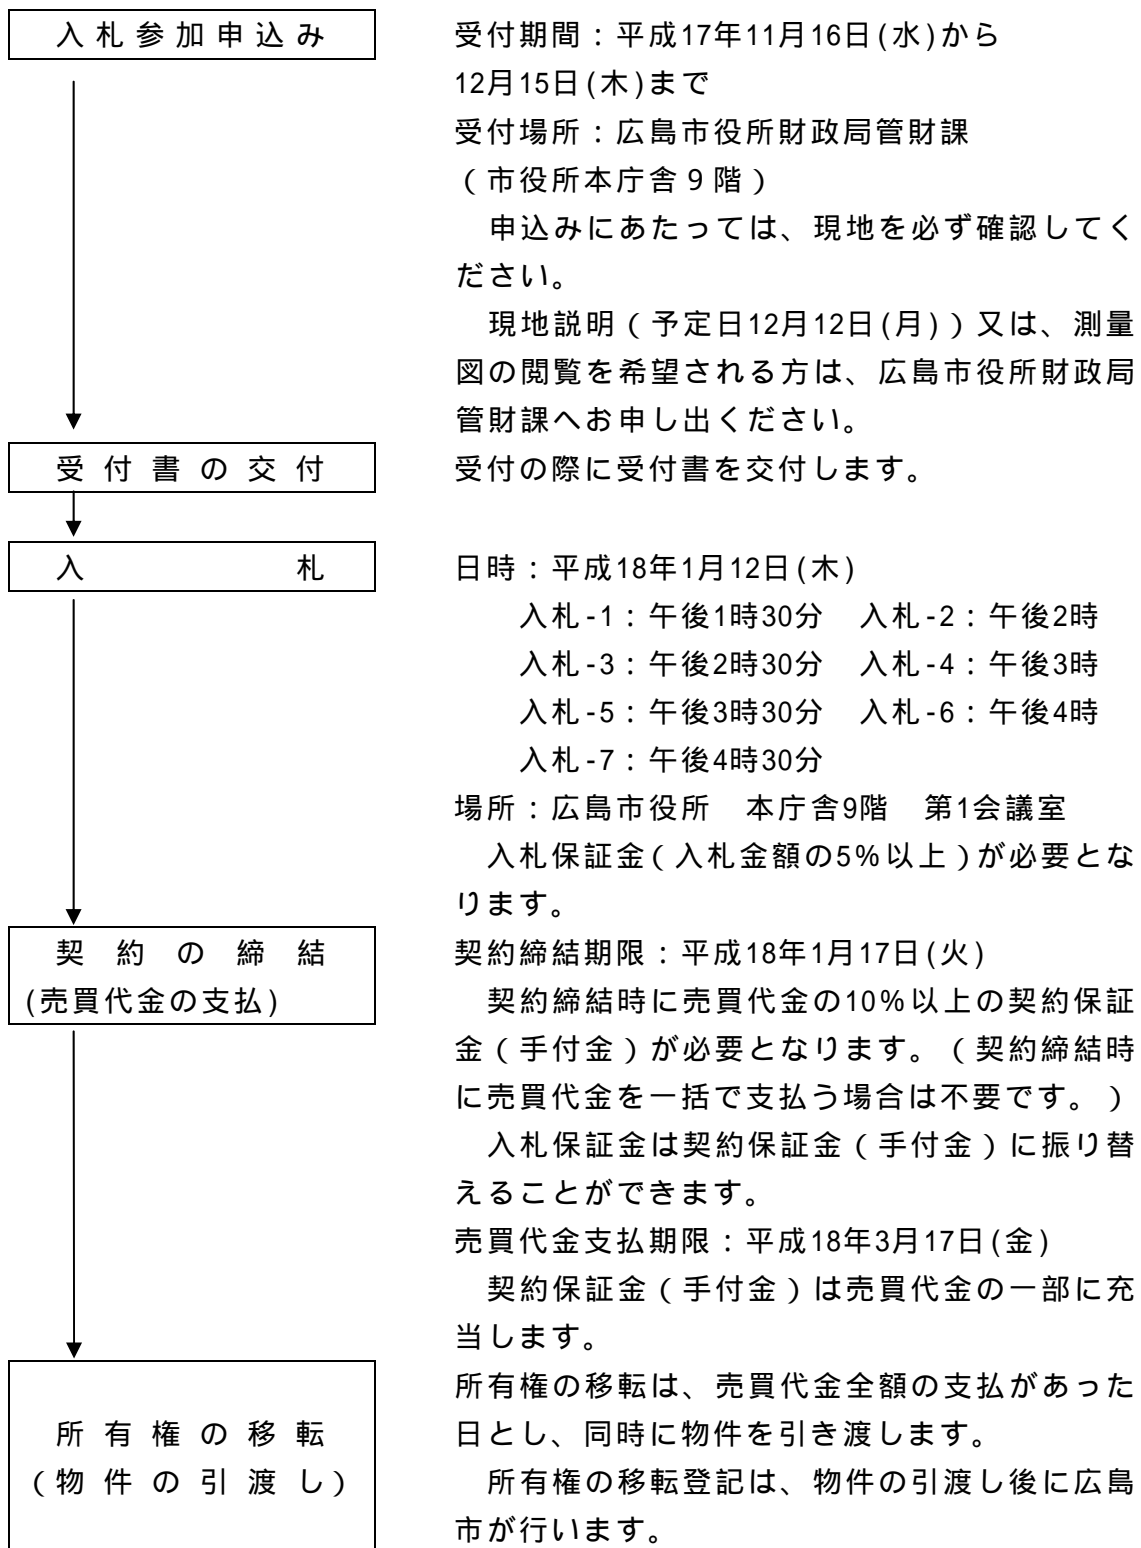 入札参加申込み
受付期間：平成17年11月16日(水)から
12月15日(木)まで
受付場所：広島市役所財政局管財課
（市役所本庁舎９階）
　申込みにあたっては、現地を必ず確認してく
ださい。
　現地説明（予定日12月12日(月)）又は、測量
図の閲覧を希望される方は、広島市役所財政局
管財課へお申し出ください。
受付書の交付
受付の際に受付書を交付します。
入札
日時：平成18年1月12日(木)
入札-1：午後1時30分　入札-2：午後2時
入札-3：午後2時30分　入札-4：午後3時
入札-5：午後3時30分　入札-6：午後4時
入札-7：午後4時30分
場所：広島市役所　本庁舎9階　第1会議室
　入札保証金（入札金額の5%以上）が必要とな
ります。
契約の締結
(売買代金の支払)
契約締結期限：平成18年1月17日(火)
　契約締結時に売買代金の10%以上の契約保証
金（手付金）が必要となります。（契約締結時
に売買代金を一括で支払う場合は不要です。）
　入札保証金は契約保証金（手付金）に振り替
えることができます。
売買代金支払期限：平成18年3月17日(金)
　契約保証金（手付金）は売買代金の一部に充
当します。
所有権の移転
(物件の引渡し)
所有権の移転は、売買代金全額の支払があった
日とし、同時に物件を引き渡します。
　所有権の移転登記は、物件の引渡し後に広島
市が行います。